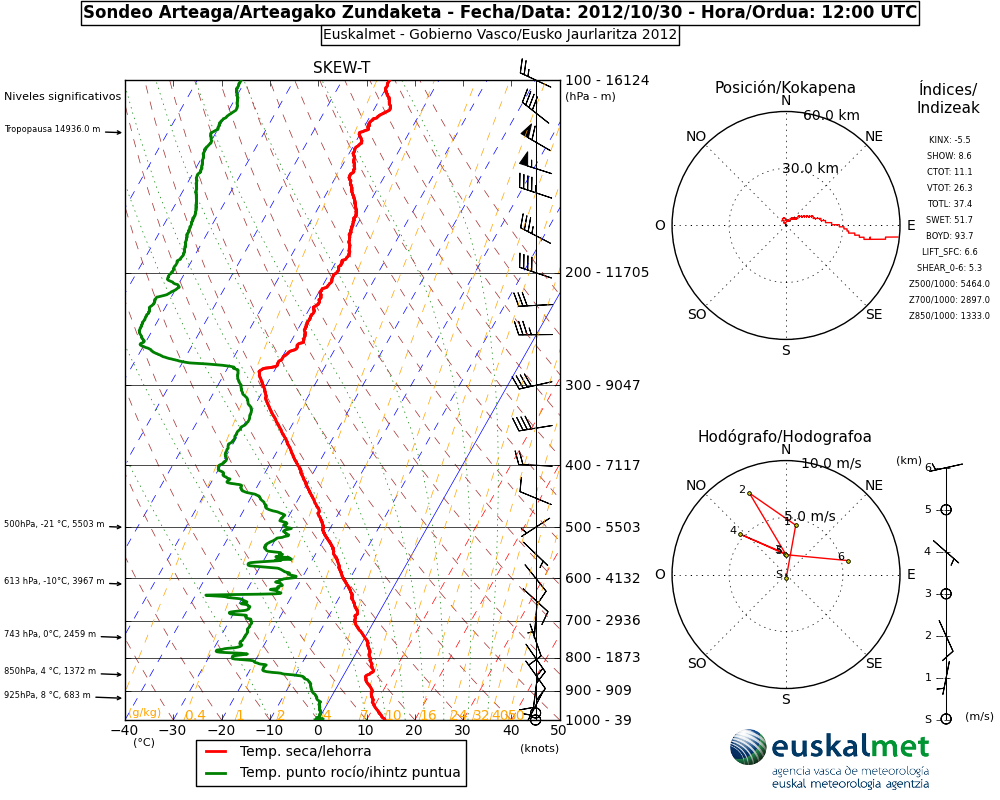 Sondeo Arteaga/Arteagako Zundaketa - Fecha/Data: 2012/10/30 - Hora/Ordua: 12:00 UTC
Euskalmet - Gobierno Vasco/Eusko Jaurlaritza 2012
SKEW-T
Niveles significativos
Tropopausa 14936.0 m
500hPa, -21 °C, 5503 m
613 hPa, -10°C, 3967 m
743 hPa, 0°C, 2459 m
850hPa, 4 °C, 1372 m
925hPa, 8 °C, 683 m
100 - 16124
(hPa - m)
200 - 11705
300 - 9047
400 - 7117
500 - 5503
600 - 4132
700 - 2936
800 - 1873
900 - 909
1000 - 39
(g/kg) 0.4 1 2 4 7 10 16 24 32 40 50
−40 −30 −20 −10 0 10 20 30 40 50
(°C)
(knots)
Temp. seca/lehorra
Temp. punto rocío/ihintz puntua
Posición/Kokapena
N
60.0 km
NO
NE
30.0 km
O
E
SO
SE
S
Índices/
Indizeak
KINX: -5.5
SHOW: 8.6
CTOT: 11.1
VTOT: 26.3
TOTL: 37.4
SWET: 51.7
BOYD: 93.7
LIFT_SFC: 6.6
SHEAR_0-6: 5.3
Z500/1000: 5464.0
Z700/1000: 2897.0
Z850/1000: 1333.0
Hodógrafo/Hodografoa
N
10.0 m/s
NO
NE
2
5.0 m/s
1
4
6
S
O
E
SO
SE
S
(km)
6
5
4
3
2
1
S
(m/s)
euskalmet
agencia vasca de meteorología
euskal meteorologia agentzia